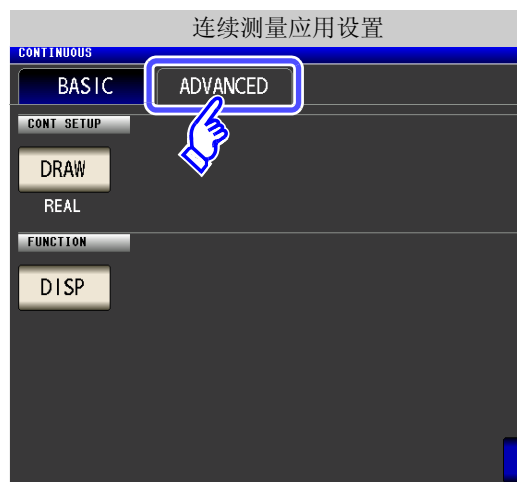 连续测量应用设置
CONTINUOUS
BASIC ADVANCED
CONT SETUP
DRAW
REAL
FUNCTION
DISP